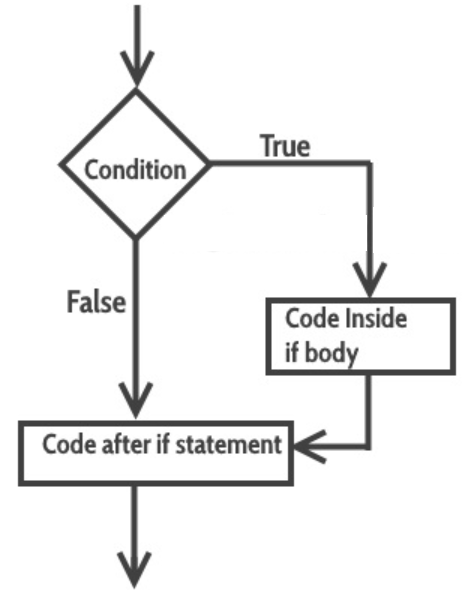 True
Condition
False
Code Inside
if body
Code after if statement